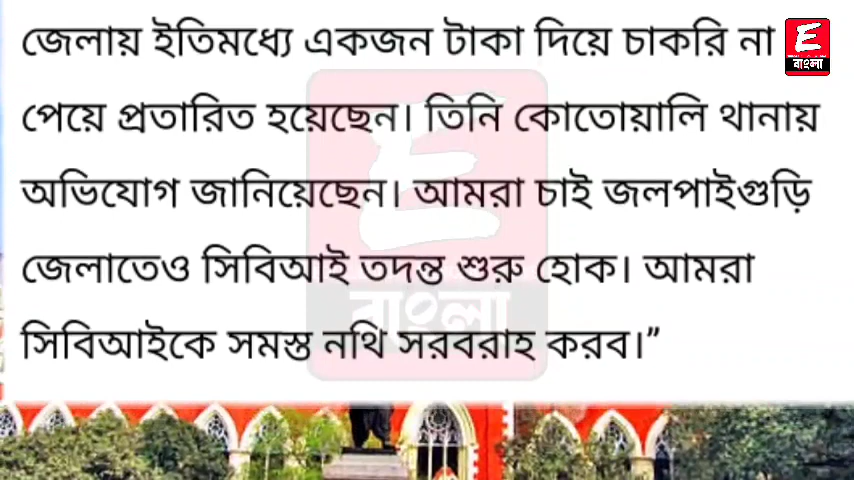 জেলায় ইতিমধ্যে একজন টাকা দিয়ে চাকরি না
পেয়ে প্রতারিত হয়েছেন। তিনি কোতোয়ালি থানায়
অভিযোগ জানিয়েছেন। আমরা চাই জলপাইগুড়ি
জেলাতেও সিবিআই তদন্ত শুরু হোক। আমরা
সিবিআইকে সমস্ত নথি সরবরাহ করব।”
E
বাংলা
E
বাংলা